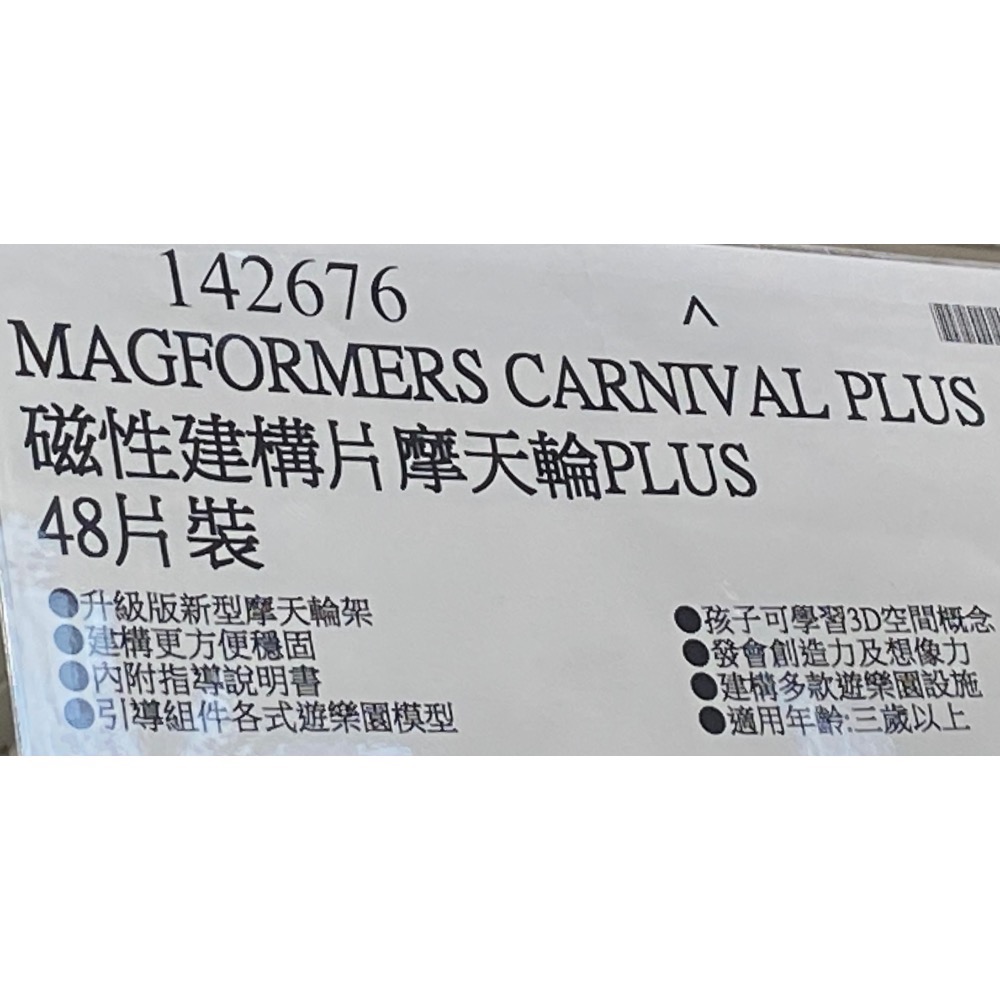 142676
^
MAGFORMERS CARNIVAL PLUS
磁性建構片摩天輪PLUS
48片裝
●升級版新型摩天輪架
●建構更方便穩固
●內附指導說明書
●引導組件各式遊樂園模型
●孩子可學習3D空間概念
●發會創造力及想像力
●建構多款遊樂園設施
●適用年齡:三歲以上